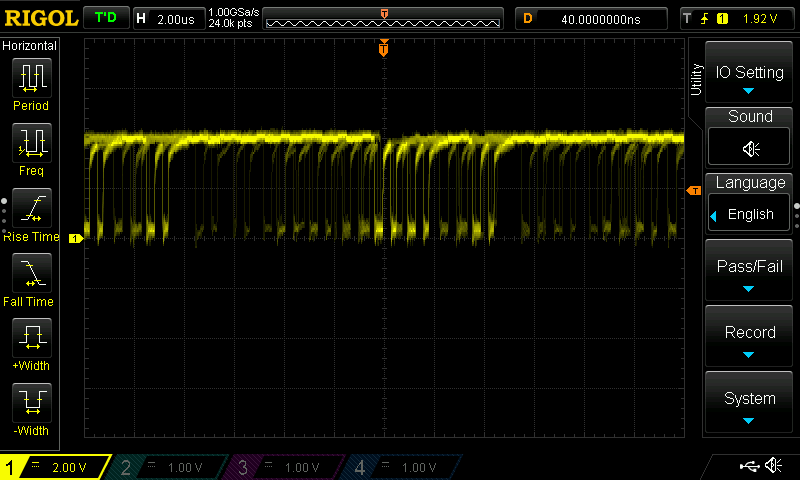 RIGOL T'D H 2.00us 1.00GSa/s 24.0k pts T D 40.0000000ns T 1 1.92 V
Horizontal
Period
Freq
Rise Time
Fall Time
+Width
-Width
T
T
1
Utility
IO Setting
Sound
Language
English
Pass/Fail
Record
System
1 2.00 V 2 1.00 V 3 1.00 V 4 1.00 V